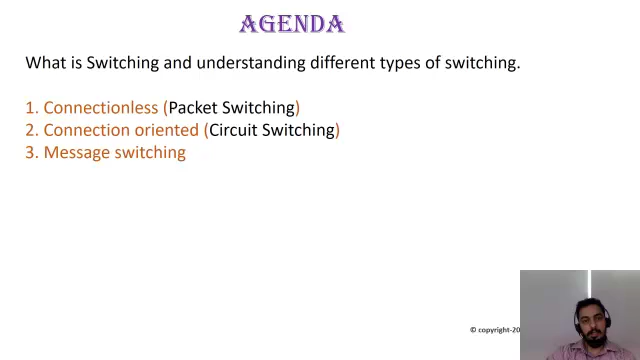 AGENDA
What is Switching and understanding different types of switching.
1. Connectionless (Packet Switching)
2. Connection oriented (Circuit Switching)
3. Message switching
© copyright-20